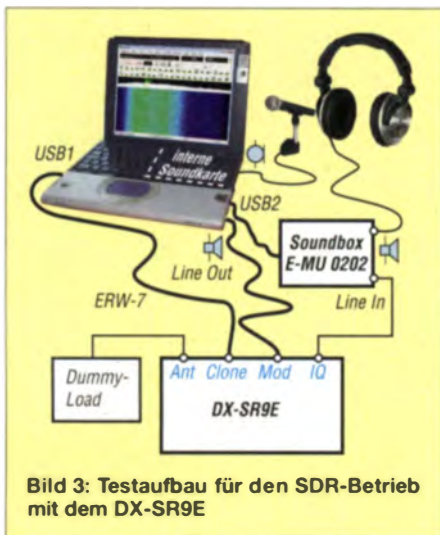 USB1
interne
Soundkarte
USB2
Soundbox
E-MU 0202
Line Out
Line In
ERW-7
Dummy-
Load
Ant Clone Mod IQ
DX-SR9E
Bild 3: Testaufbau für den SDR-Betrieb
mit dem DX-SR9E